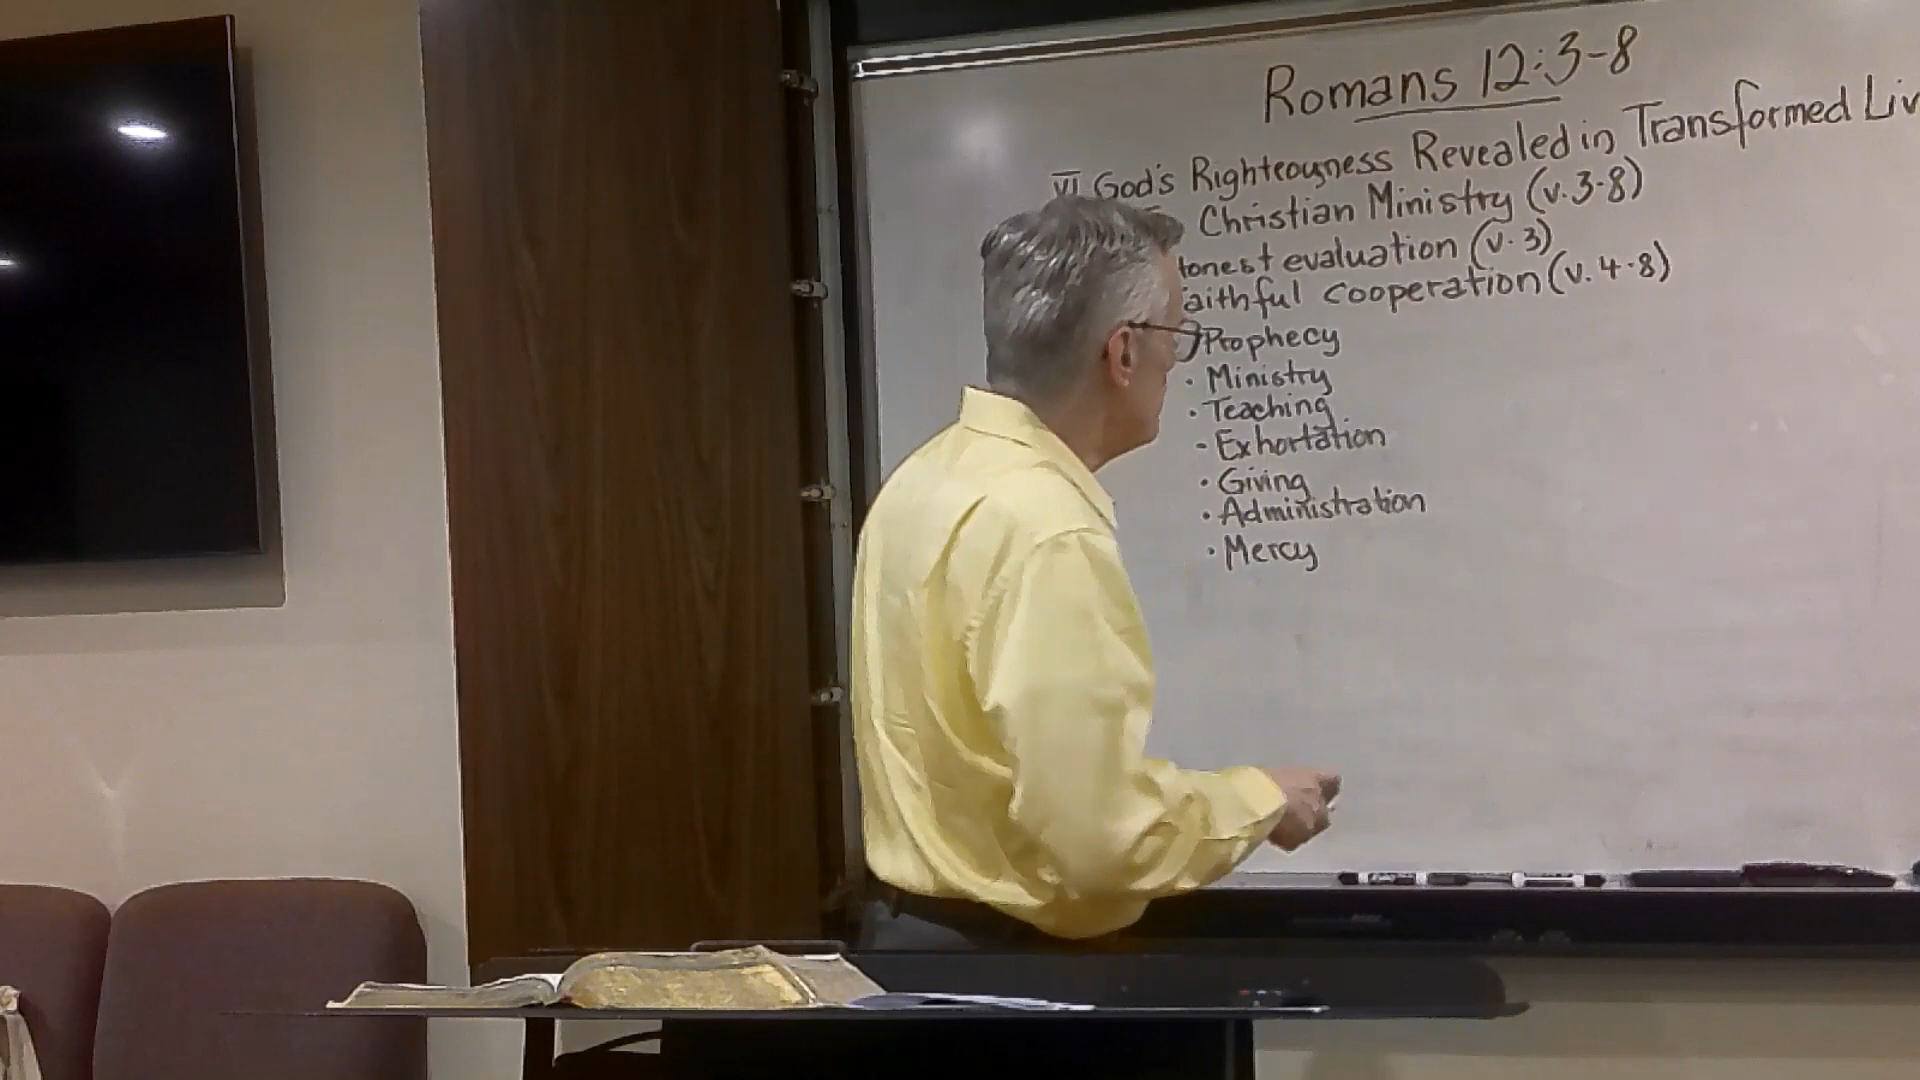 Romans 12:3-8
VI God's Righteousness Revealed in Transformed Liv
Christian Ministry (v.3-8)
onest evaluation (v. 3)
aithful cooperation (v. 4-8)
Prophecy
• Ministry
• Teaching
- Exhortation
• Giving
• Administration
• Mercy